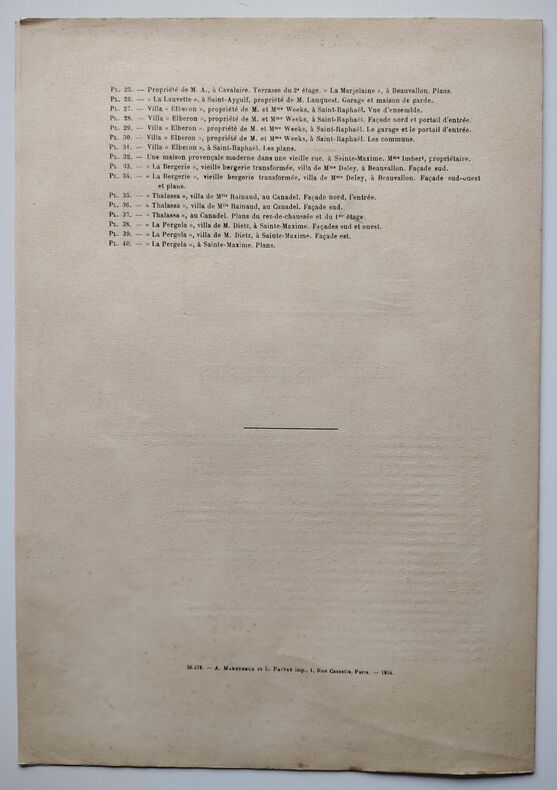 PL. 25. — Propriété de M. A., à Cavalaire. Terrasse du 2e étage. « La Marjolaine », à Beauvallon. Plans.
PL. 26. — « La Lauvette », à Saint-Aygulf, propriété de M. Lanquest. Garage et maison de garde.
PL. 27. — Villa « Elberon », propriété de M. et Mme Weeks, à Saint-Raphaël. Vue d'ensemble.
PL. 28. — Villa « Elberon », propriété de M. et Mme Weeks, à Saint-Raphaël. Façade nord et portail d'entrée.
PL. 29. — Villa « Elberon », propriété de M. et Mme Weeks, à Saint-Raphaël. Le garage et le portail d'entrée.
PL. 30. — Villa « Elberon », propriété de M. et Mme Weeks, à Saint-Raphaël. Les communs.
PL. 31. — Villa « Elberon », à Saint-Raphaël. Les plans.
PL. 32. — Une maison provençale moderne dans une vieille rue, à Sainte-Maxime. Mme Imbert, propriétaire.
PL. 33. — « La Bergerie », vieille bergerie transformée, villa de Mme Deley, à Beauvallon. Façade sud.
PL. 34. — « La Bergerie », vieille bergerie transformée, villa de Mme Deley, à Beauvallon. Façade sud-ouest
et plans.
PL. 35. — « Thalassa », villa de Mlle Rainaud, au Canadel. Façade nord, l'entrée.
PL. 36. — « Thalassa », villa de Mlle Rainaud, au Canadel. Façade sud.
PL. 37. — « Thalassa », au Canadel. Plans du rez-de-chaussée et du 1er étage.
PL. 38. — « La Pergola », villa de M. Dietz, à Sainte-Maxime. Façades sud et ouest.
PL. 39. — « La Pergola », villa de M. Dietz, à Sainte-Maxime. Façade est.
PL. 40. — « La Pergola », à Sainte-Maxime. Plans.
— A. et L. imp., 1, Rue Cassette, Paris. — 1934.